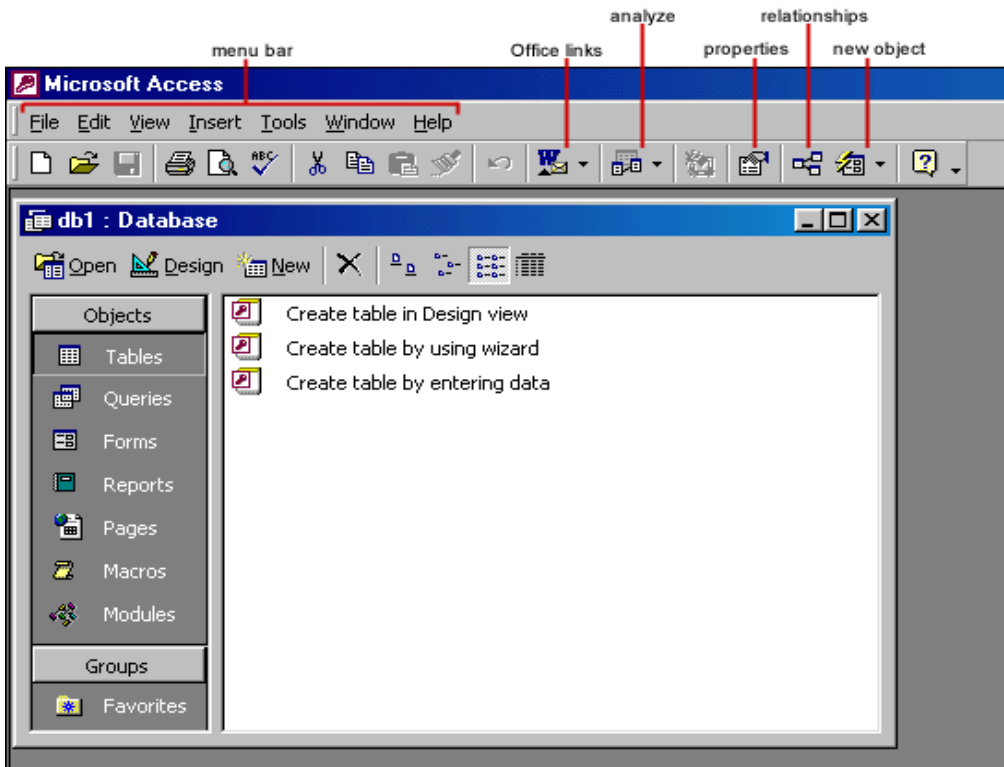 analyze relationships
menu bar Office links properties new object
Microsoft Access
File Edit View Insert Tools Window Help
ABC W ?
db1 : Database
Open Design New
Objects
Create table in Design view
Tables
Create table by using wizard
Queries
Create table by entering data
Forms
Reports
Pages
Macros
Modules
Groups
Favorites